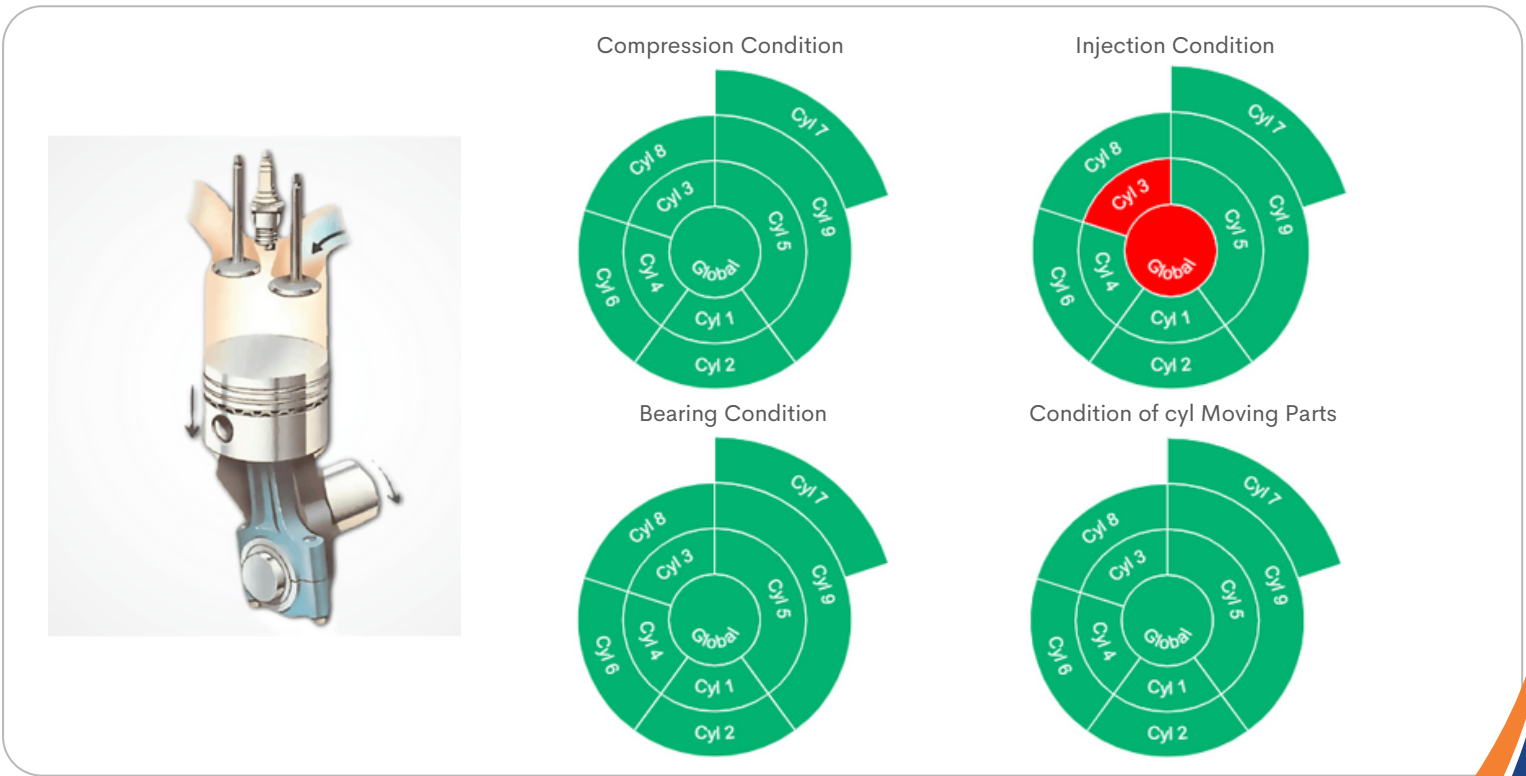 Compression Condition
Cyl 7
Cyl 8
Cyl 3
Cyl 5
Cyl 9
Global
Cyl 4
Cyl 6
Cyl 1
Cyl 2
Injection Condition
Cyl 7
Cyl 8
Cyl 3
Cyl 5
Cyl 9
Global
Cyl 4
Cyl 6
Cyl 1
Cyl 2
Bearing Condition
Cyl 7
Cyl 8
Cyl 3
Cyl 5
Cyl 9
Global
Cyl 4
Cyl 6
Cyl 1
Cyl 2
Condition of cyl Moving Parts
Cyl 7
Cyl 8
Cyl 3
Cyl 5
Cyl 9
Global
Cyl 4
Cyl 6
Cyl 1
Cyl 2